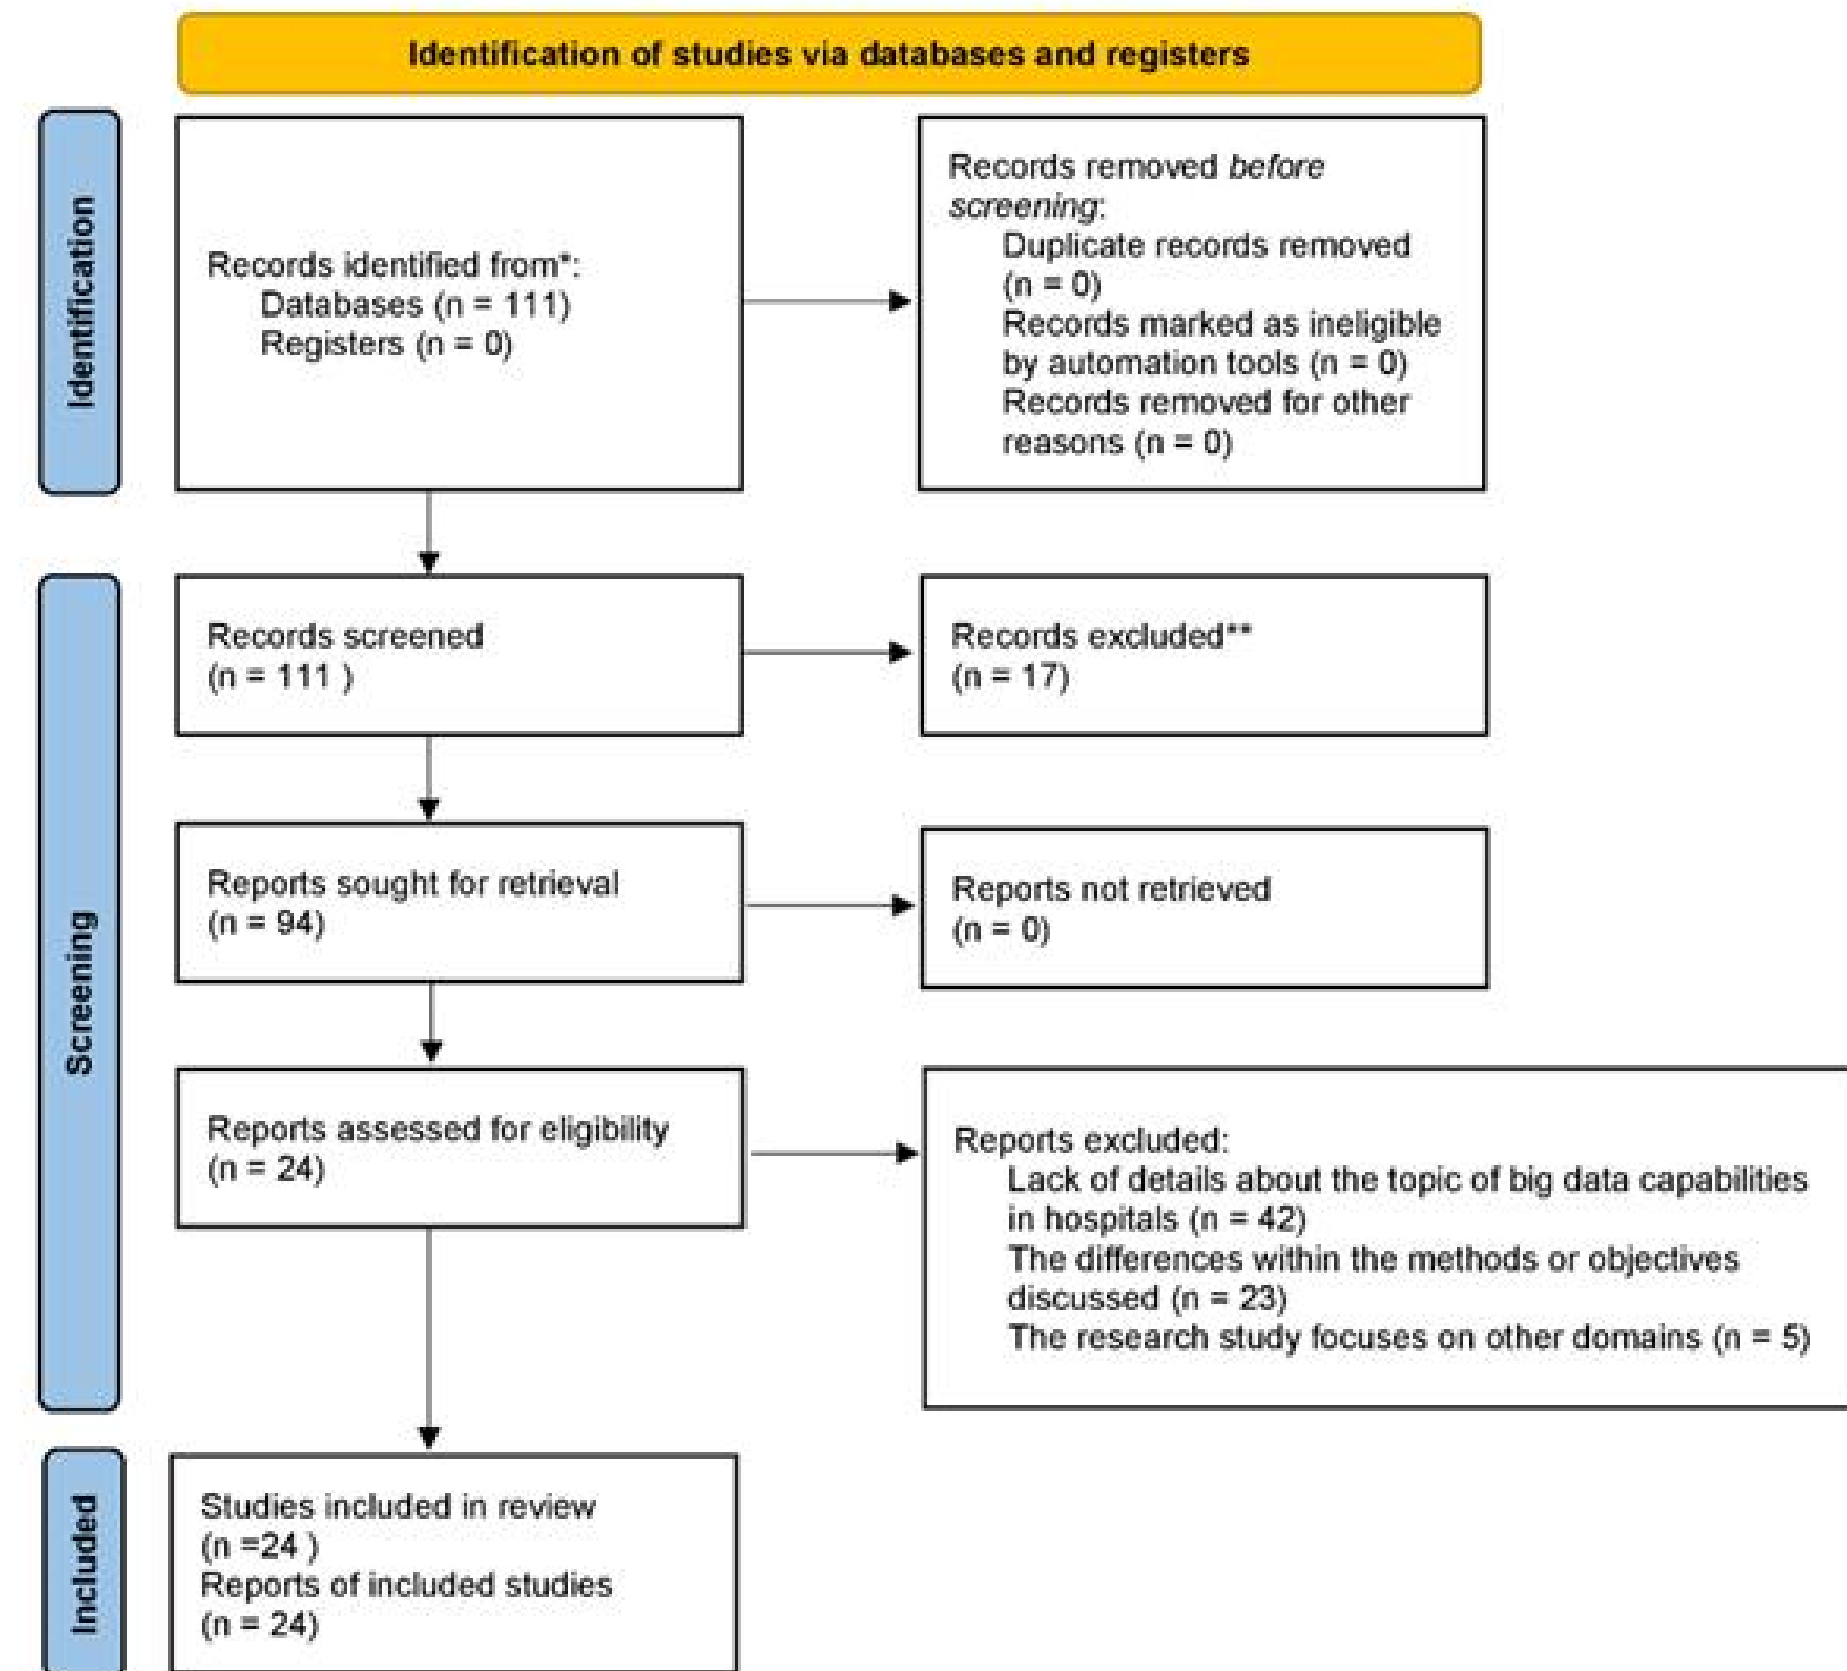 Identification of studies via databases and registers
Identification
Records identified from*:
Databases (n = 111)
Registers (n = 0)
Records removed before
screening:
Duplicate records removed
(n = 0)
Records marked as ineligible
by automation tools (n = 0)
Records removed for other
reasons (n = 0)
Screening
Records screened
(n = 111 )
Records excluded**
(n = 17)
Reports sought for retrieval
(n = 94)
Reports not retrieved
(n = 0)
Reports assessed for eligibility
(n = 24)
Reports excluded:
Lack of details about the topic of big data capabilities
in hospitals (n = 42)
The differences within the methods or objectives
discussed (n = 23)
The research study focuses on other domains (n = 5)
Included
Studies included in review
(n =24 )
Reports of included studies
(n = 24)